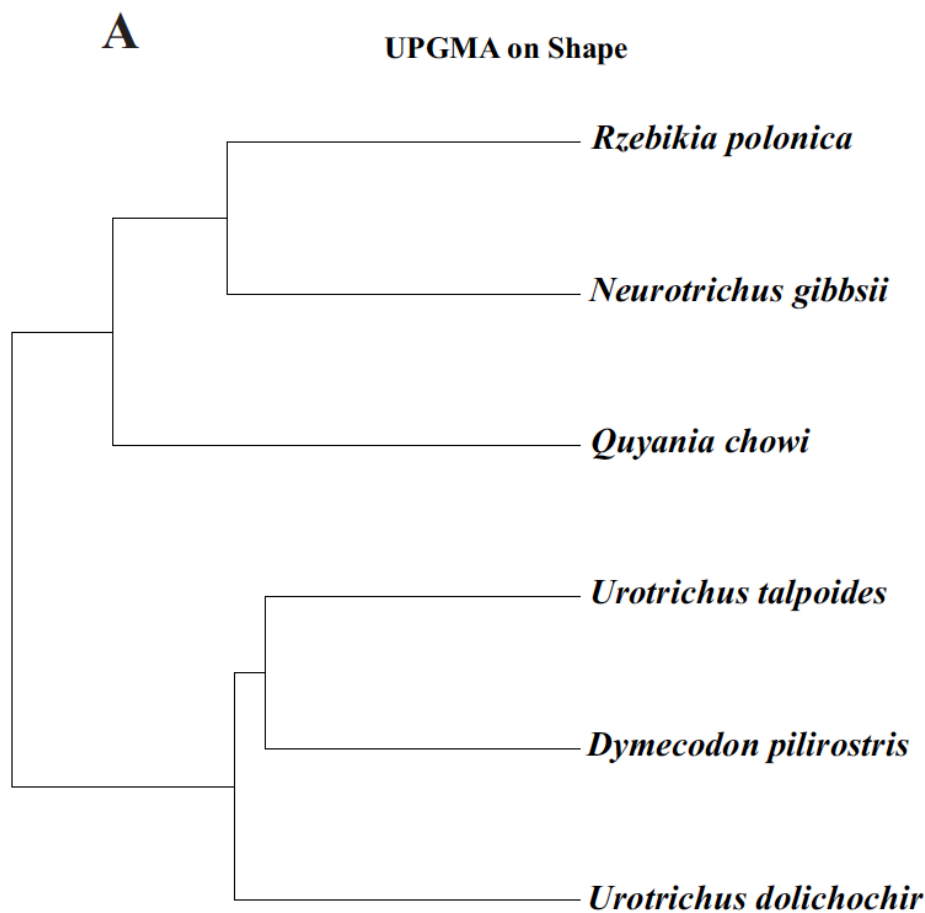 A
UPGMA on Shape
Rzebikia polonica
Neurotrichus gibbsii
Quyania chowi
Urotrichus talpoides
Dymecodon pilirostris
Urotrichus dolichochir